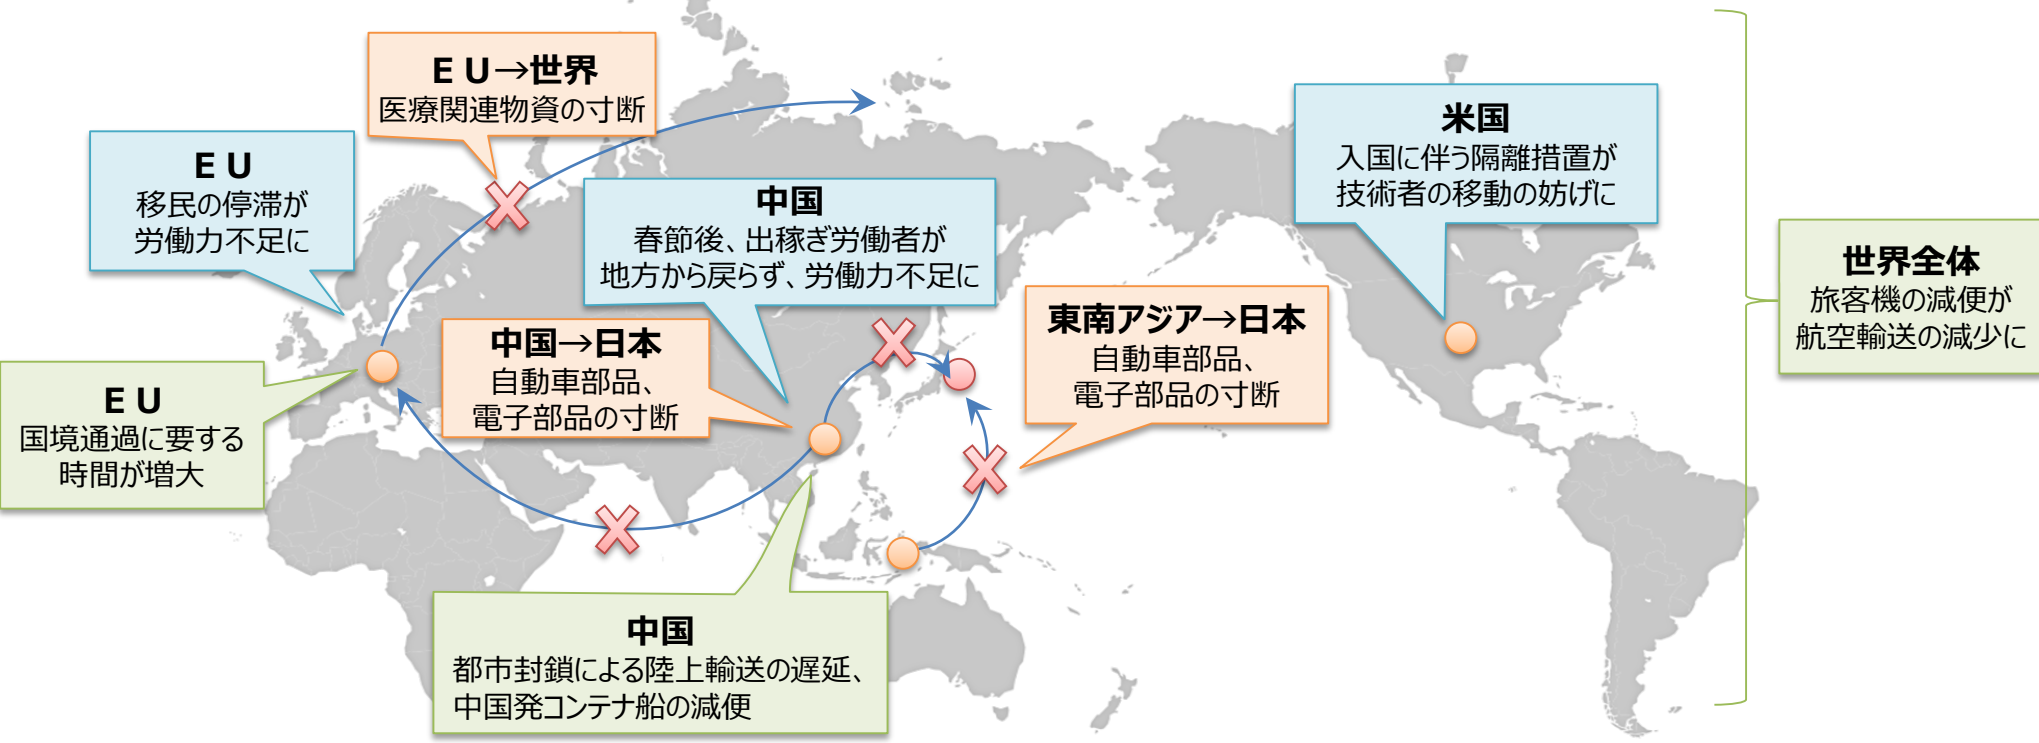 ＥＵ→世界
医療関連物資の寸断
ＥＵ
移民の停滞が
労働力不足に
中国
春節後、出稼ぎ労働者が
地方から戻らず、労働力不足に
米国
入国に伴う隔離措置が
技術者の移動の妨げに
世界全体
旅客機の減便が
航空輸送の減少に
中国→日本
自動車部品、
電子部品の寸断
東南アジア→日本
自動車部品、
電子部品の寸断
ＥＵ
国境通過に要する
時間が増大
中国
都市封鎖による陸上輸送の遅延、
中国発コンテナ船の減便